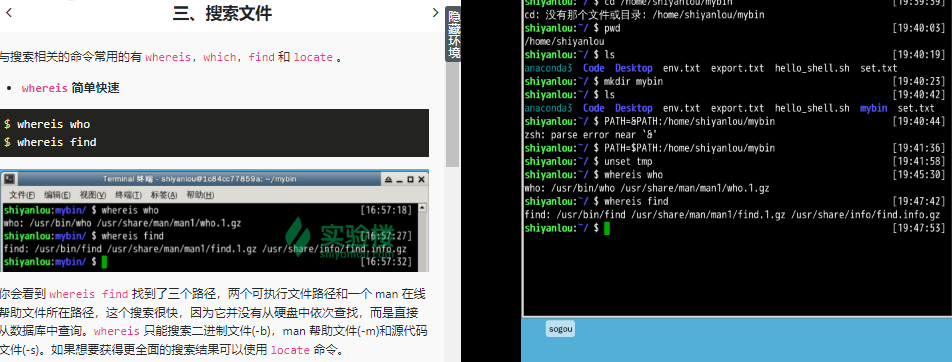 三、搜索文件
隐藏环境
与搜索相关的命令常用的有 whereis, which, find 和 locate 。
• whereis 简单快速
$ whereis who
$ whereis find
Terminal 终端 - shiyanlou@1c84cc77859a: ~/mybin
文件(F) 编辑(E) 视图(V) 终端(T) 标签(A) 帮助(H)
shiyanlou:mybin/ $ whereis who [16:57:18]
who: /usr/bin/who /usr/share/man/man1/who.1.gz
shiyanlou:mybin/ $ whereis find [16:57:27]
find: /usr/bin/find /usr/share/man/man1/find.1.gz /usr/share/info/find.info.gz
shiyanlou:mybin/ $ [16:57:32]
实验楼
shiyanlou.com
你会看到 whereis find 找到了三个路径，两个可执行文件路径和一个 man 在线
帮助文件所在路径，这个搜索很快，因为它并没有从硬盘中依次查找，而是直接
从数据库中查询。whereis 只能搜索二进制文件(-b)，man 帮助文件(-m)和源代码
文件(-s)。如果想要获得更全面的搜索结果可以使用 locate 命令。
shiyanlou:~/ $ cd /home/shiyanlou/mybin [19:39:59]
cd: 没有那个文件或目录: /home/shiyanlou/mybin
shiyanlou:~/ $ pwd [19:40:03]
/home/shiyanlou
shiyanlou:~/ $ ls [19:40:19]
anaconda3 Code Desktop env.txt export.txt hello_shell.sh set.txt
shiyanlou:~/ $ mkdir mybin [19:40:23]
shiyanlou:~/ $ ls [19:40:42]
anaconda3 Code Desktop env.txt export.txt hello_shell.sh mybin set.txt
shiyanlou:~/ $ PATH=&PATH:/home/shiyanlou/mybin [19:40:44]
zsh: parse error near `&'
shiyanlou:~/ $ PATH=$PATH:/home/shiyanlou/mybin [19:41:36]
shiyanlou:~/ $ unset tmp [19:41:58]
shiyanlou:~/ $ whereis who [19:45:30]
who: /usr/bin/who /usr/share/man/man1/who.1.gz
shiyanlou:~/ $ whereis find [19:47:42]
find: /usr/bin/find /usr/share/man/man1/find.1.gz /usr/share/info/find.info.gz
shiyanlou:~/ $ [19:47:53]
sogou